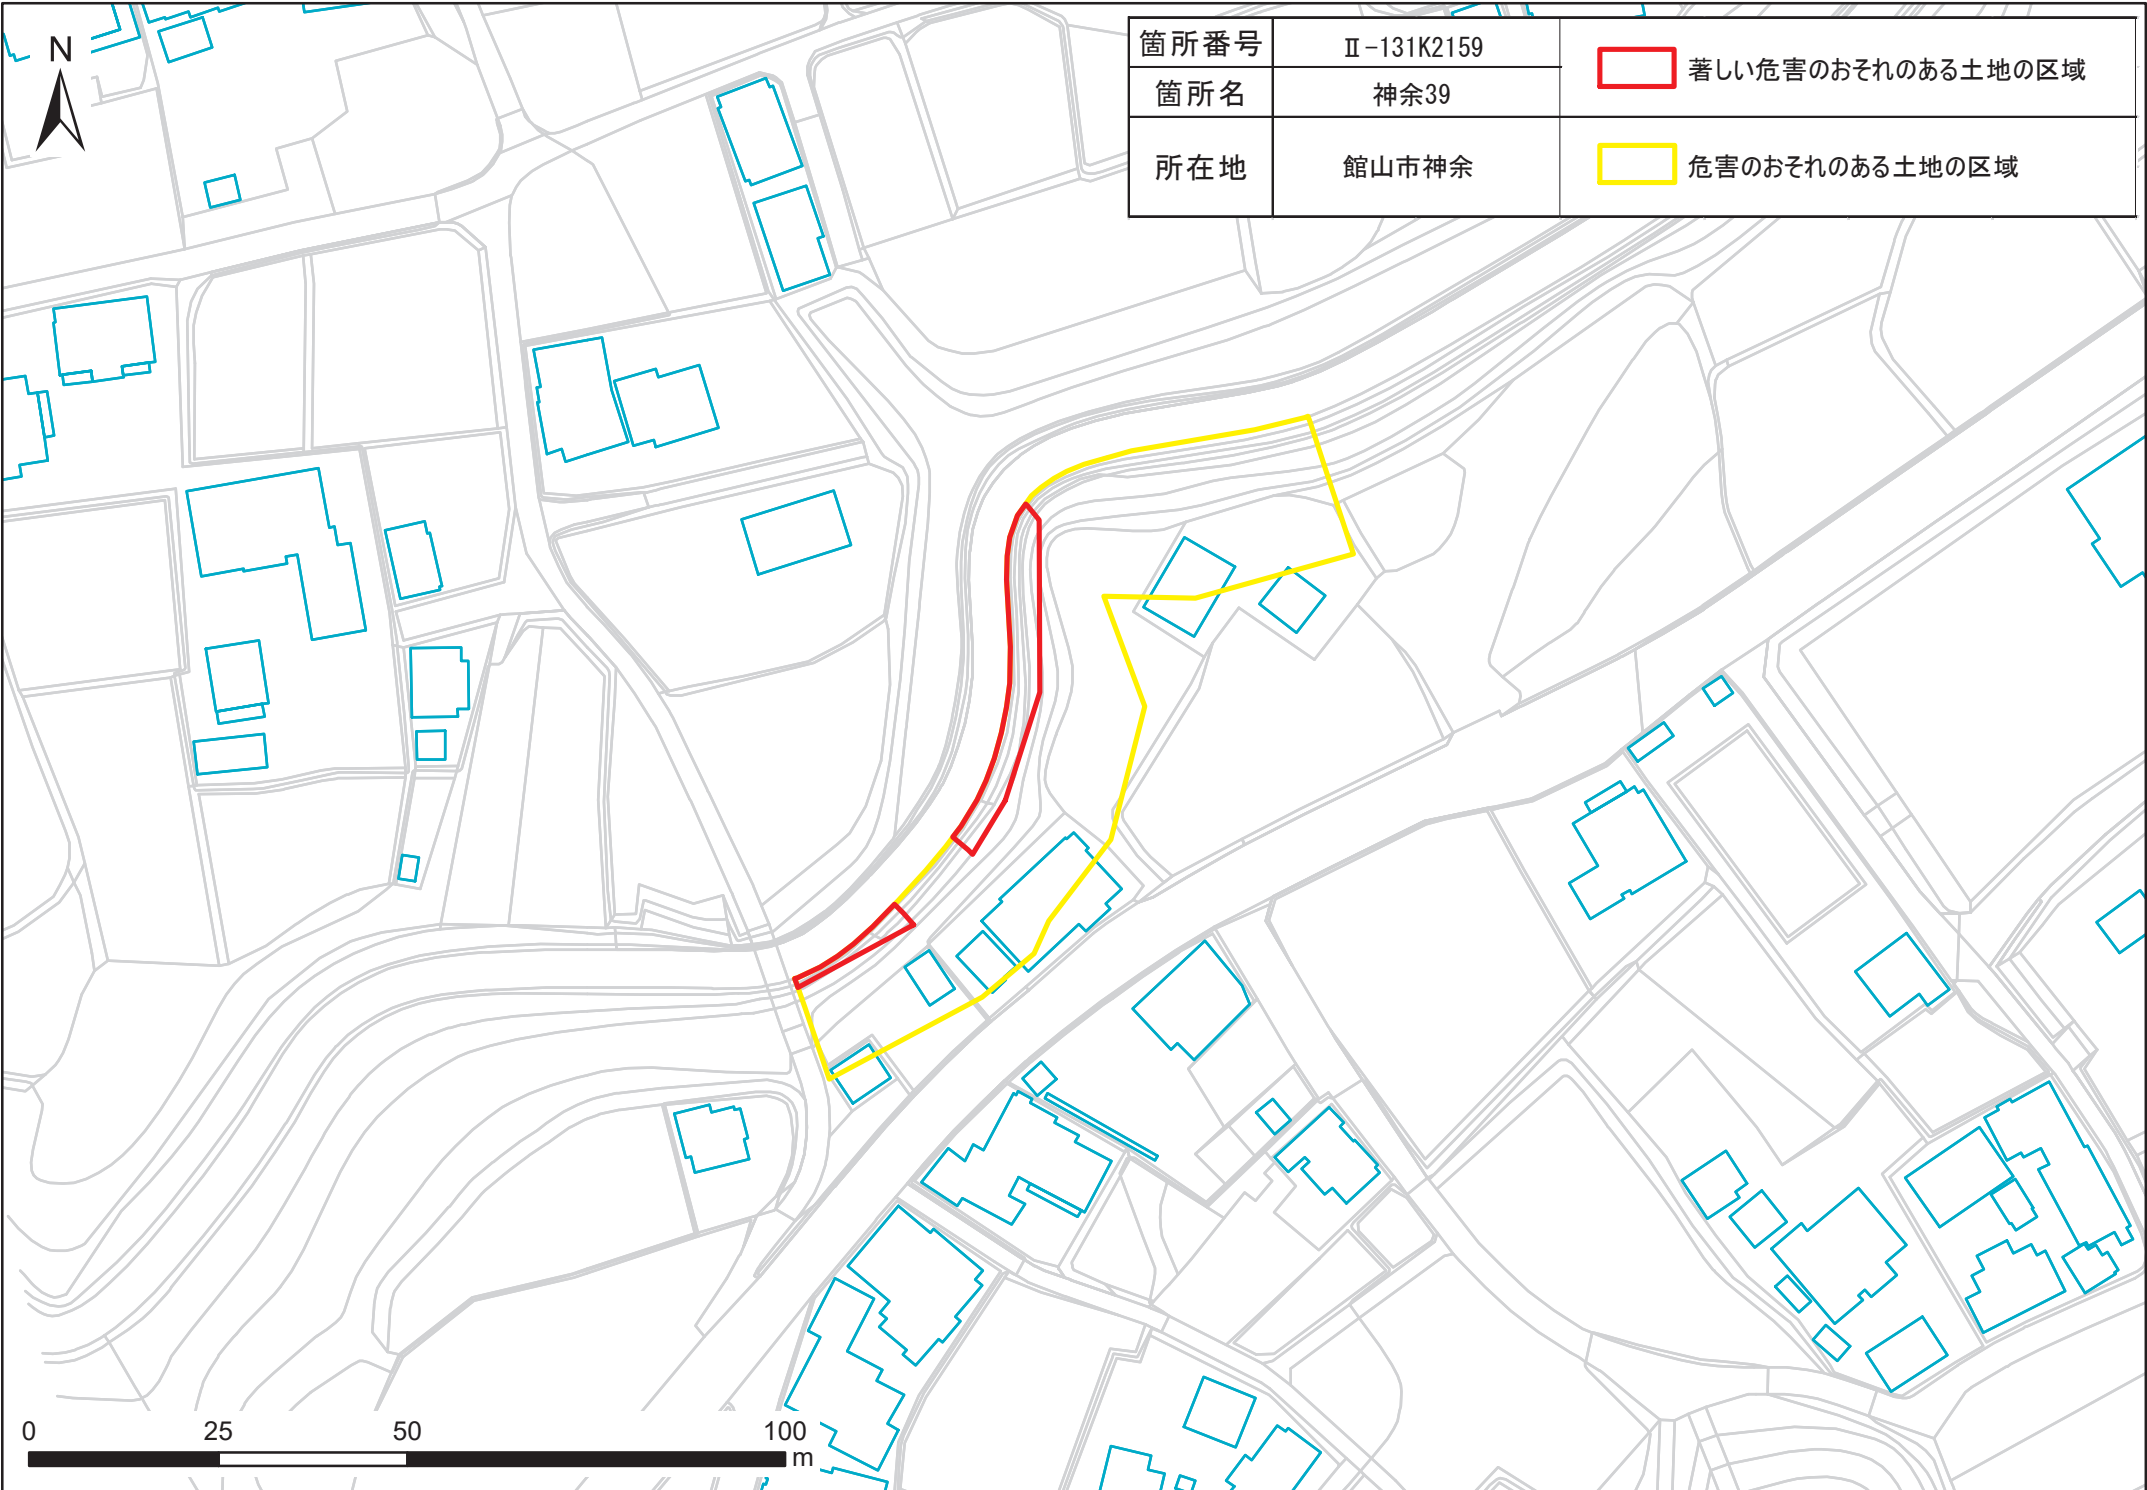 N
箇所番号 Ⅱ-131K2159
箇所名 神余39
所在地 館山市神余
著しい危害のおそれのある土地の区域
危害のおそれのある土地の区域
0 25 50 100
m